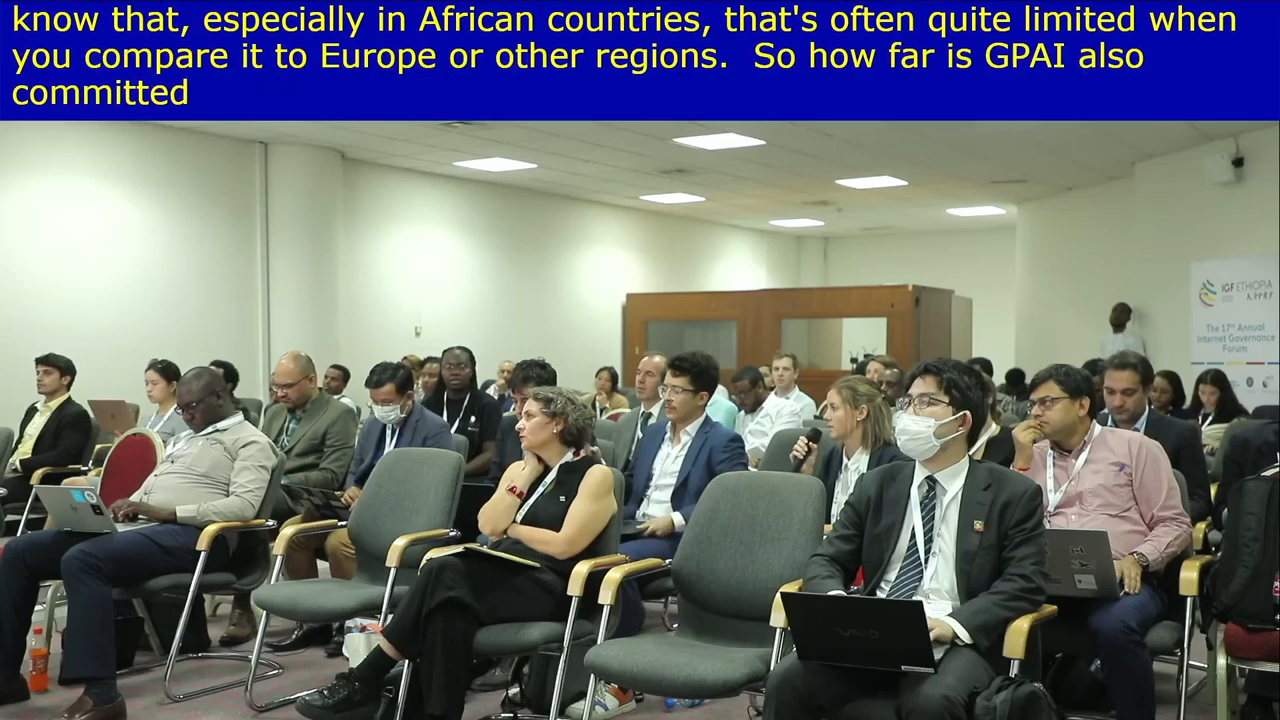 know that, especially in African countries, that's often quite limited when
you compare it to Europe or other regions.  So how far is GPAI also
committed
IGF ETHIOPIA
ኢትዮጵያ
The 17th Annual
Internet Governance
Forum
VAIO